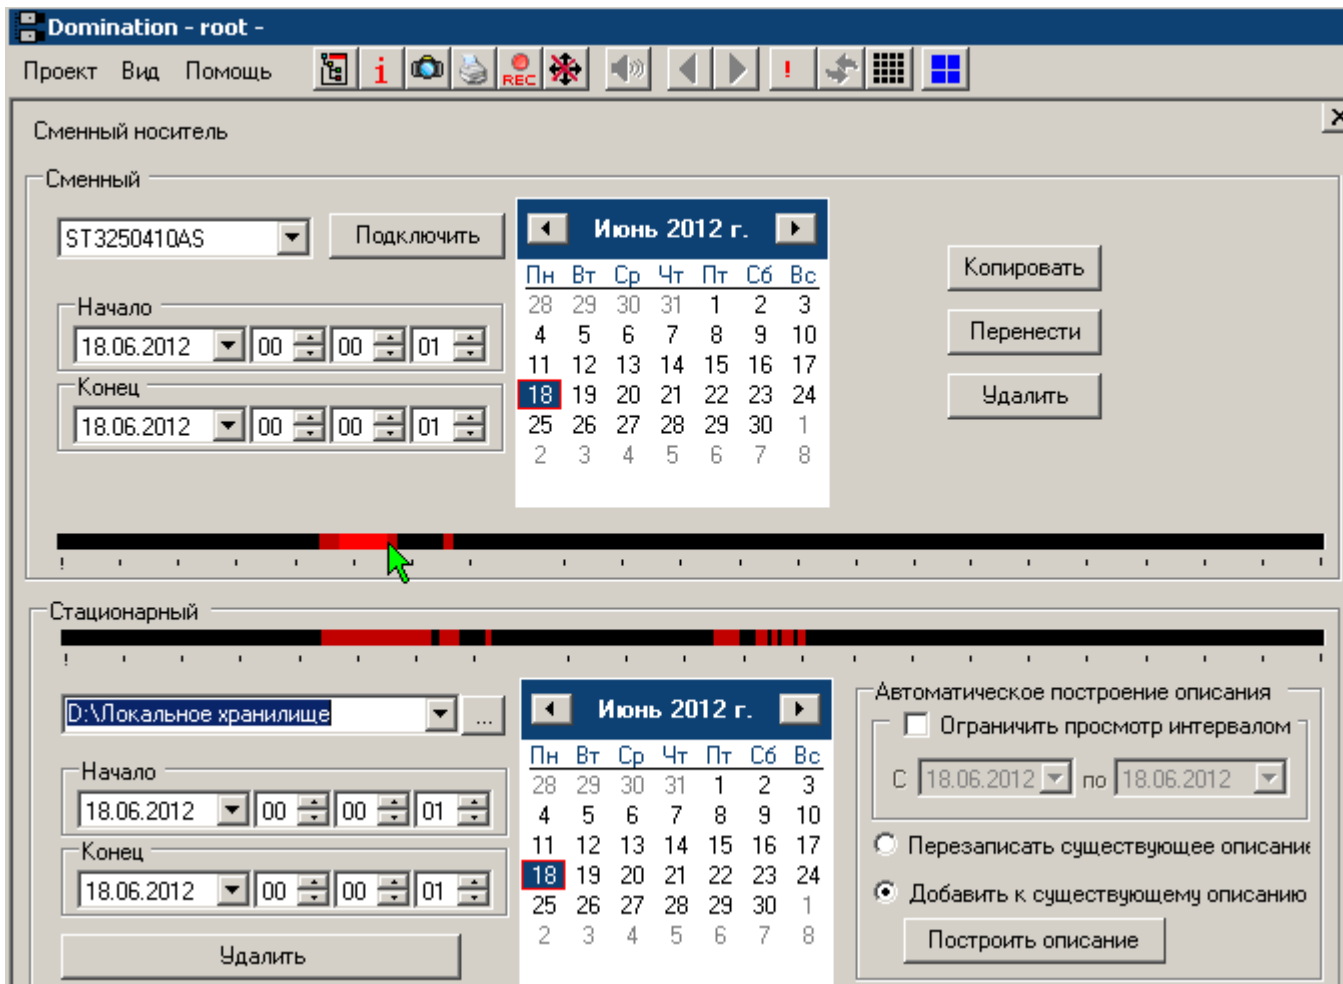 Domination - root -
Проект Вид Помощь
REC
Сменный носитель
Сменный
ST3250410AS
Подключить
Начало
18.06.2012 00 00 01
Конец
18.06.2012 00 00 01
Июнь 2012 г.
Пн Вт Ср Чт Пт Сб Вс
28 29 30 31 1 2 3
4 5 6 7 8 9 10
11 12 13 14 15 16 17
18 19 20 21 22 23 24
25 26 27 28 29 30 1
2 3 4 5 6 7 8
Копировать
Перенести
Удалить
Стационарный
D:\Локальное хранилище
...
Начало
18.06.2012 00 00 01
Конец
18.06.2012 00 00 01
Удалить
Июнь 2012 г.
Пн Вт Ср Чт Пт Сб Вс
28 29 30 31 1 2 3
4 5 6 7 8 9 10
11 12 13 14 15 16 17
18 19 20 21 22 23 24
25 26 27 28 29 30 1
2 3 4 5 6 7 8
Автоматическое построение описания
Ограничить просмотр интервалом
С 18.06.2012 по 18.06.2012
Перезаписать существующее описание
Добавить к существующему описанию
Построить описание